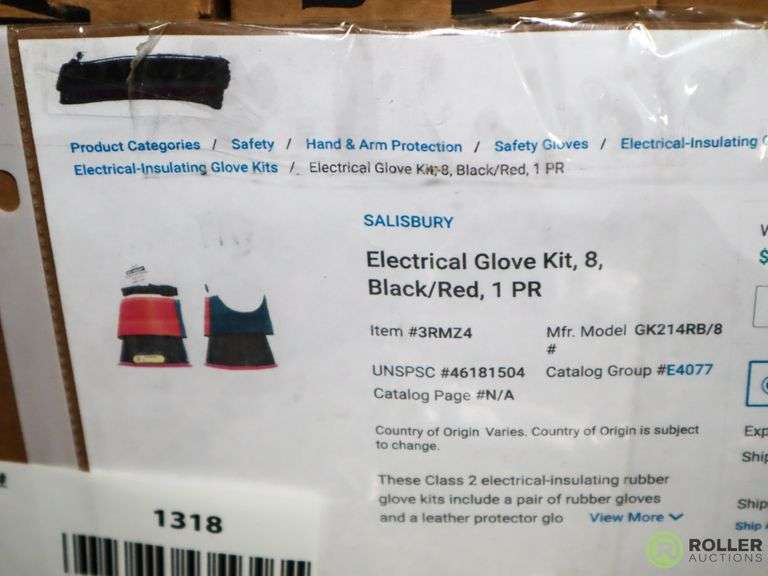 Product Categories / Safety / Hand & Arm Protection / Safety Gloves / Electrical-Insulating
Electrical-Insulating Glove Kits / Electrical Glove Kit, 8, Black/Red, 1 PR
SALISBURY
Electrical Glove Kit, 8,
Black/Red, 1 PR
Item #3RMZ4
Mfr. Model GK214RB/8
#
UNSPSC #46181504
Catalog Group #E4077
Catalog Page #N/A
Country of Origin Varies. Country of Origin is subject
to change.
These Class 2 electrical-insulating rubber
glove kits include a pair of rubber gloves
and a leather protector glo View More
$
Exp
Ship
Ship
Ship
1318
ROLLER
AUCTIONS